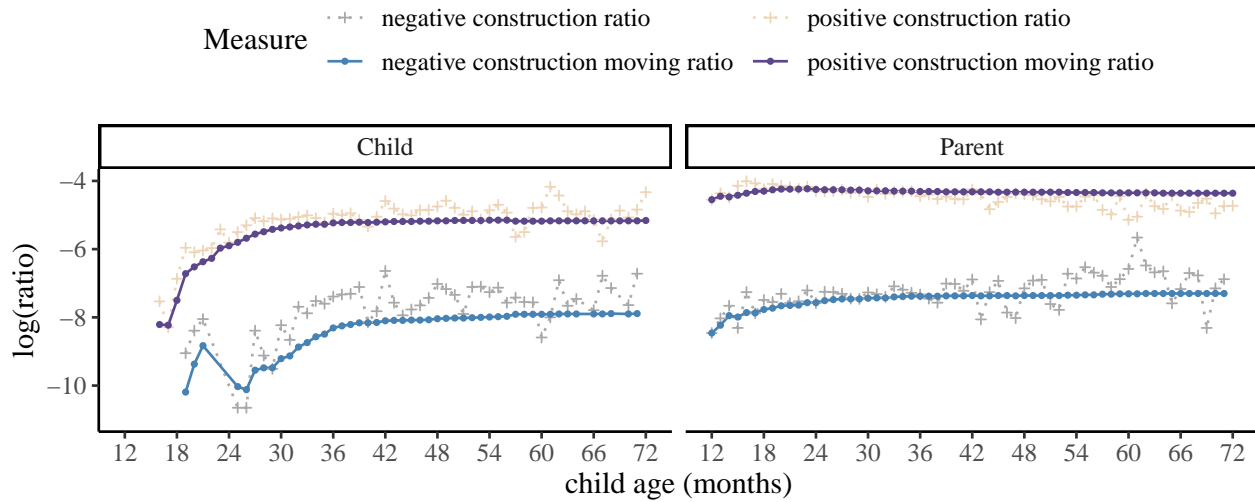 Measure
negative construction ratio
positive construction ratio
negative construction moving ratio
positive construction moving ratio
Child
Parent
log(ratio)
−4
−6
−8
−10
12 18 24 30 36 42 48 54 60 66 72
12 18 24 30 36 42 48 54 60 66 72
child age (months)